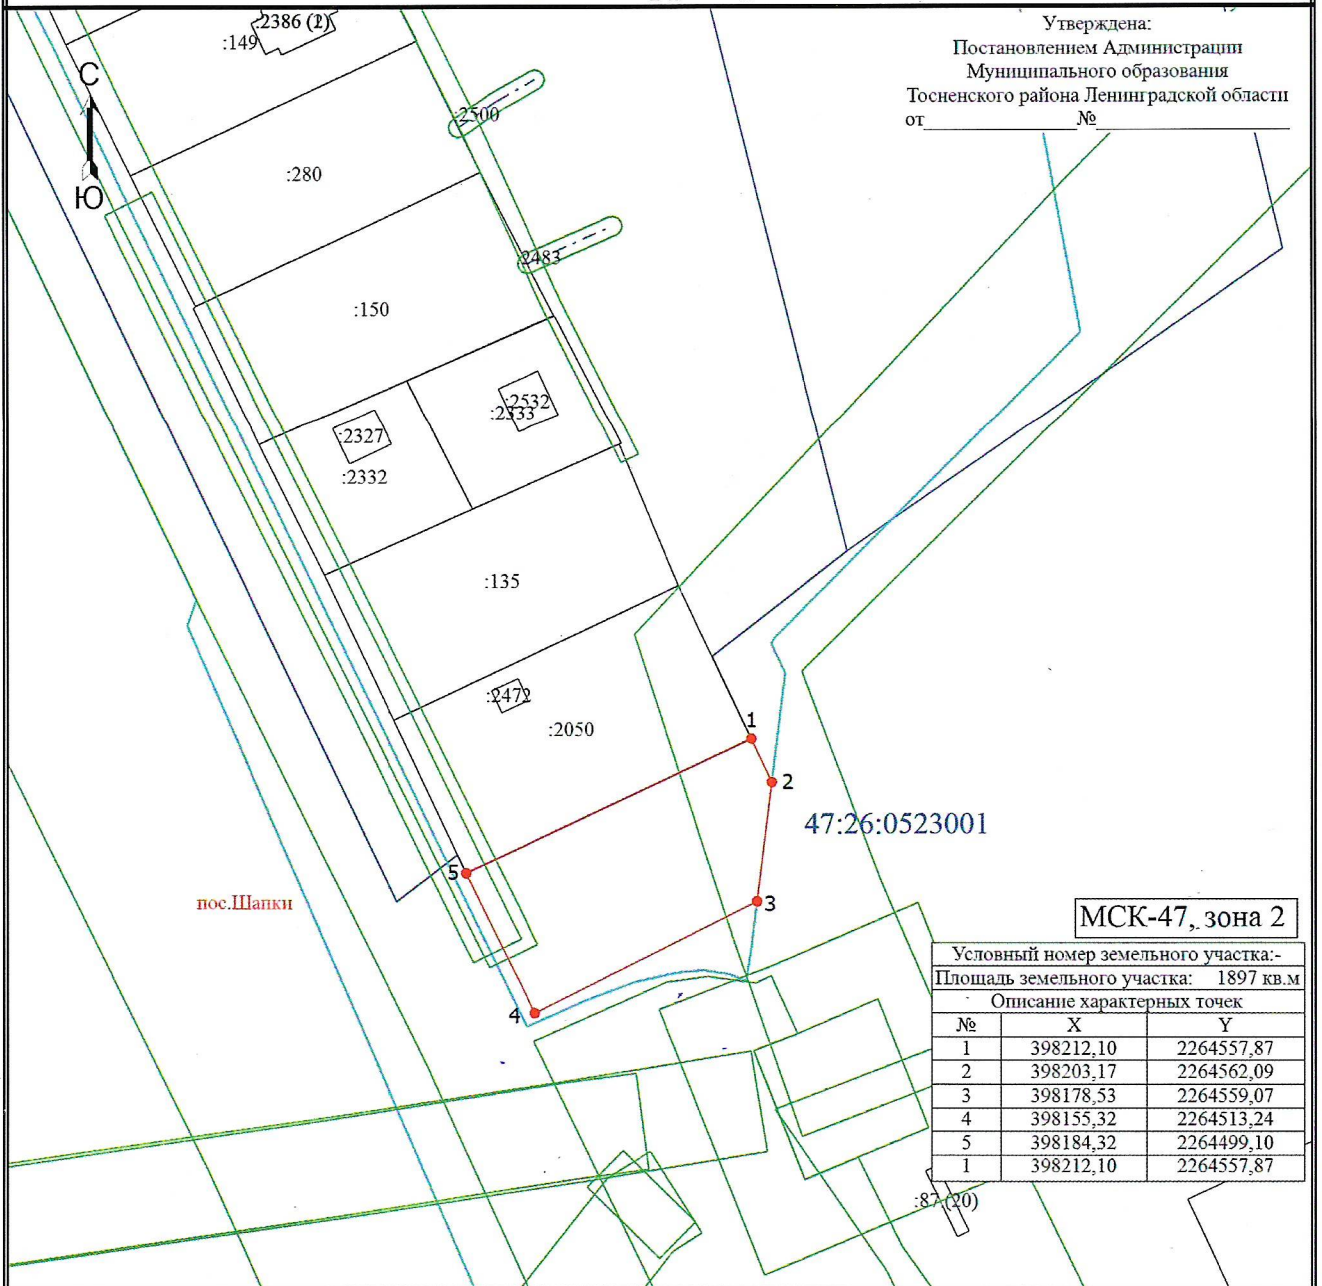 Утверждена:
Постановлением Администрации
Муниципального образования
Тосненского района Ленинградской области
от №
:2386 (2)
:149
С
Ю
:2500
:280
:2483
:150
:2532
:2333
:2327
:2332
:135
:2472
:2050
1
2
47:26:0523001
5
3
пос.Шапки
4
МСК-47, зона 2
Условный номер земельного участка:-
Площадь земельного участка: 1897 кв.м
Описание характерных точек
№ X Y
1 398212,10 2264557,87
2 398203,17 2264562,09
3 398178,53 2264559,07
4 398155,32 2264513,24
5 398184,32 2264499,10
1 398212,10 2264557,87
:87 (20)